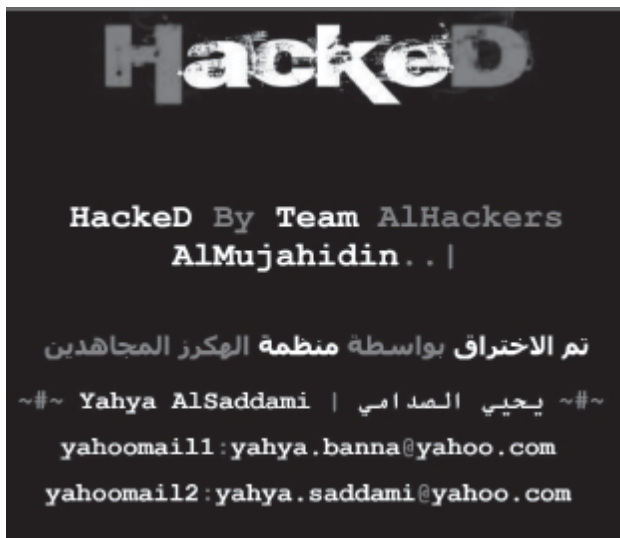 HackeD
HackeD By Team AlHackers
AlMujahidin..|
تم الاختراق بواسطة منظمة الهكرز المجاهدين
~#~ Yahya AlSaddami | يحيي الصدامي ~#~
yahoomail1:yahya.banna@yahoo.com
yahoomail2:yahya.saddami@yahoo.com